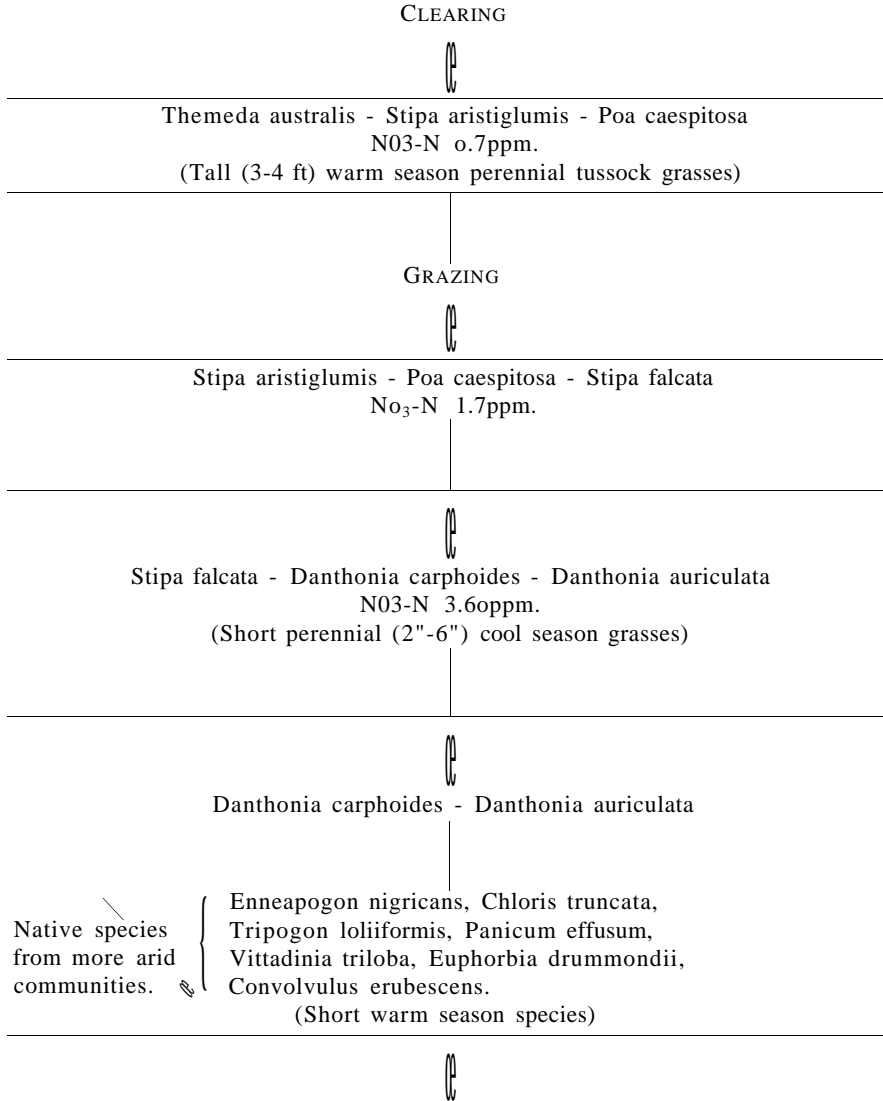 CLEARING
Themeda australis - Stipa aristiglumis - Poa caespitosa
N03-N o.7ppm.
(Tall (3-4 ft) warm season perennial tussock grasses)
GRAZING
Stipa aristiglumis - Poa caespitosa - Stipa falcata
No₃-N 1.7ppm.
Stipa falcata - Danthonia carphoides - Danthonia auriculata
N03-N 3.6oppm.
(Short perennial (2"-6") cool season grasses)
Danthonia carphoides - Danthonia auriculata
Native species
from more arid
communities.
Enneapogon nigricans, Chloris truncata,
Tripogon loliiformis, Panicum effusum,
Vittadinia triloba, Euphorbia drummondii,
Convolvulus erubescens.
(Short warm season species)